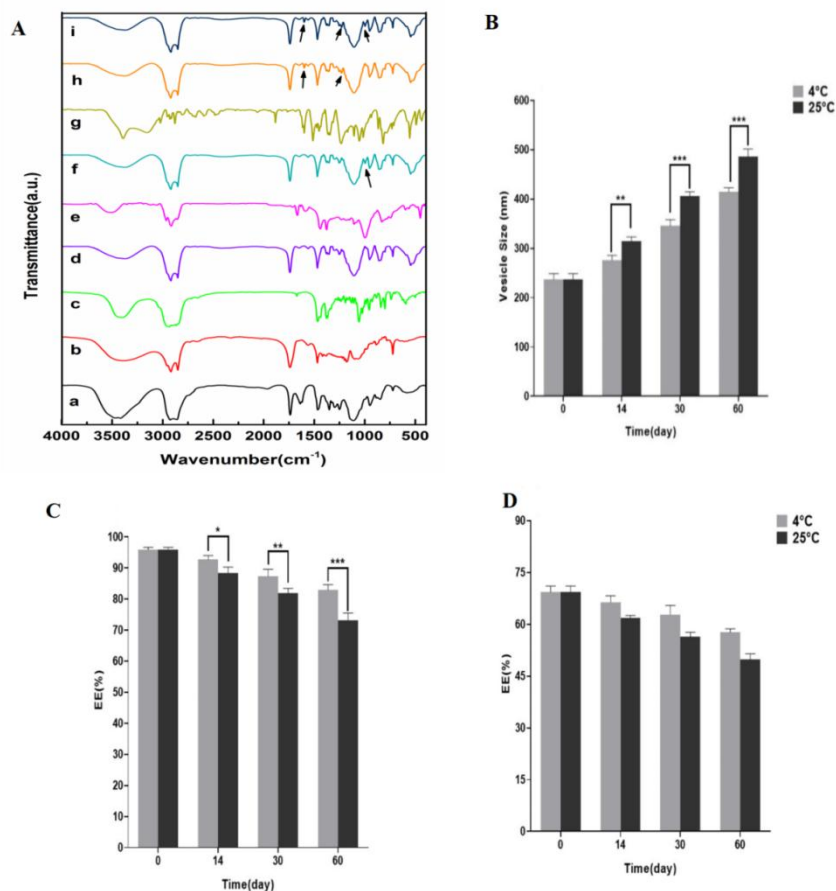 A
i
h
g
f
e
d
c
b
a
Transmittance(a.u.)
4000 3500 3000 2500 2000 1500 1000 500
Wavenumber(cm⁻¹)
B
4°C
25°C
600
500
400
300
200
100
0
Vesicle Size (nm)
** *** ***
0 14 30 60
Time(day)
C
100
90
80
70
60
50
40
30
20
10
0
EE(%)
* ** ***
0 14 30 60
Time(day)
D
4°C
25°C
90
75
60
45
30
15
0
EE(%)
0 14 30 60
Time(day)